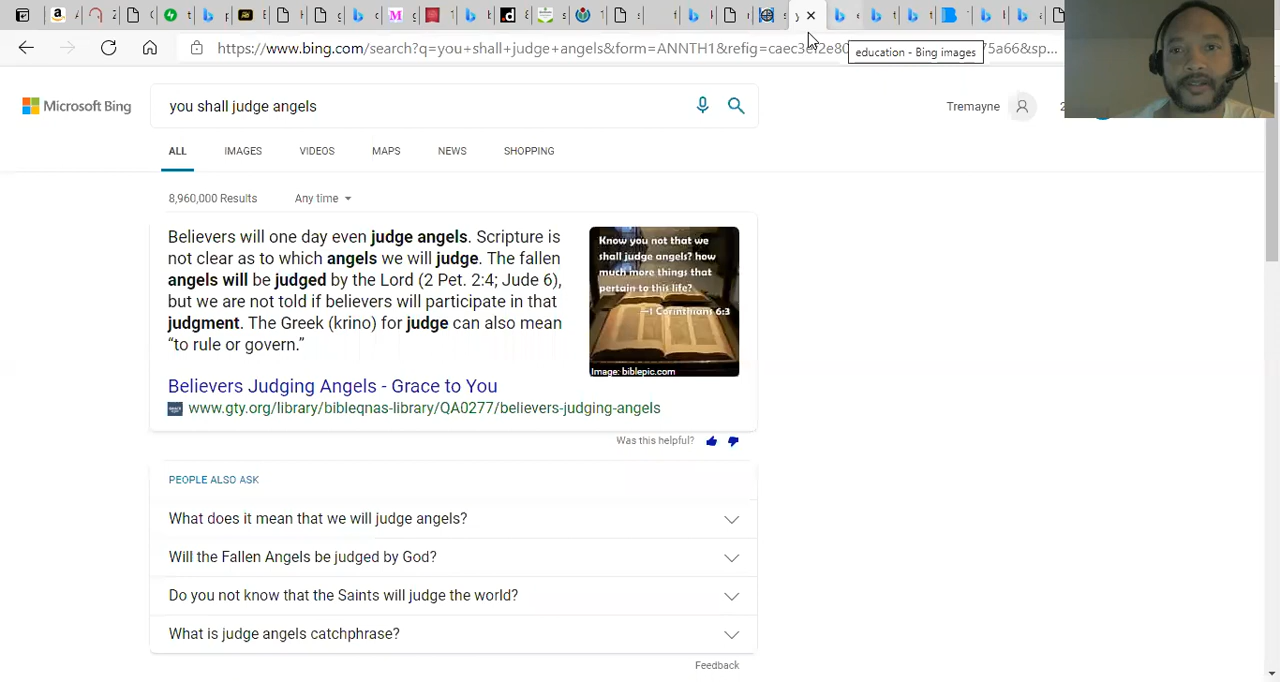 https://www.bing.com/search?q=you+shall+judge+angels&form=ANNTH1&refig=caec3
education - Bing images
Microsoft Bing
you shall judge angels
Tremayne
ALL IMAGES VIDEOS MAPS NEWS SHOPPING
8,960,000 Results Any time
Believers will one day even judge angels. Scripture is
not clear as to which angels we will judge. The fallen
angels will be judged by the Lord (2 Pet. 2:4; Jude 6),
but we are not told if believers will participate in that
judgment. The Greek (krino) for judge can also mean
“to rule or govern.”
Know you not that we
shall judge angels? how
much more things that
pertain to this life?
—I Corinthians 6:3
Image: biblepic.com
Believers Judging Angels - Grace to You
www.gty.org/library/bibleqnas-library/QA0277/believers-judging-angels
Was this helpful?
PEOPLE ALSO ASK
What does it mean that we will judge angels?
Will the Fallen Angels be judged by God?
Do you not know that the Saints will judge the world?
What is judge angels catchphrase?
Feedback